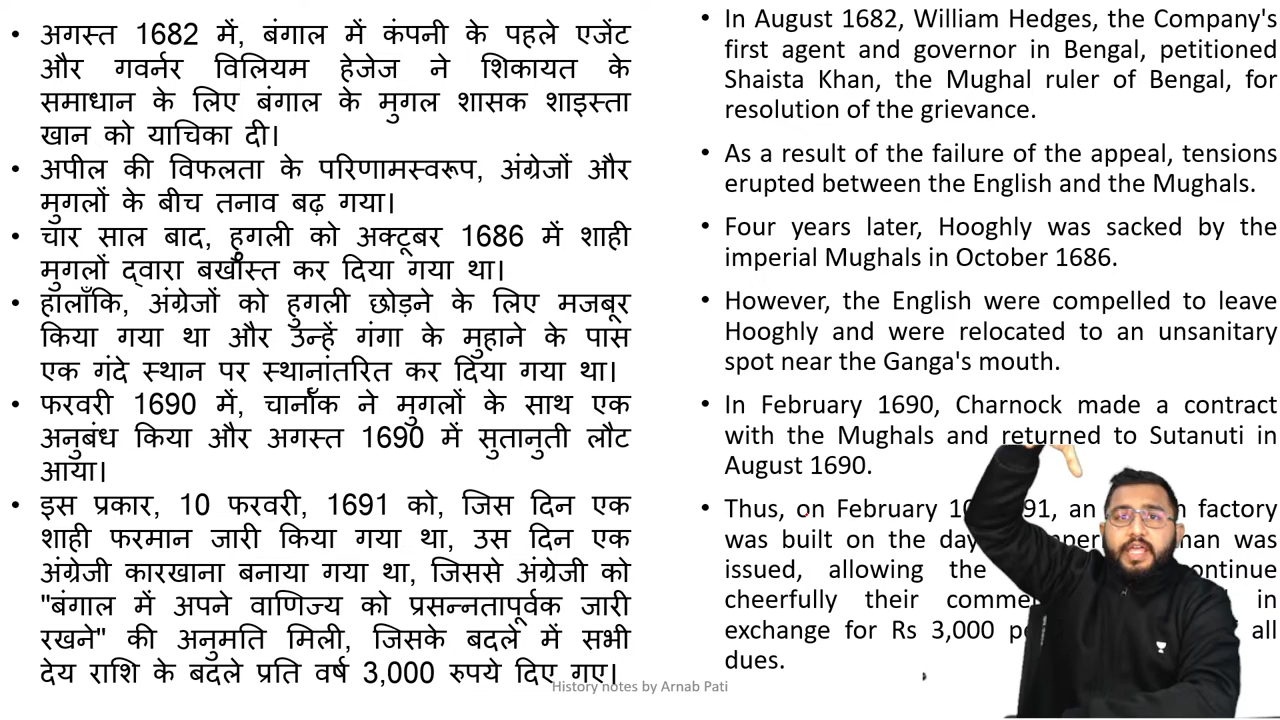 • अगस्त 1682 में, बंगाल में कंपनी के पहले एजेंट
और गवर्नर विलियम हेजेज ने शिकायत के
समाधान के लिए बंगाल के मुगल शासक शाइस्ता
खान को याचिका दी।
• अपील की विफलता के परिणामस्वरूप, अंग्रेजों और
मुगलों के बीच तनाव बढ़ गया।
• चार साल बाद, हुगली को अक्टूबर 1686 में शाही
मुगलों द्वारा बर्खास्त कर दिया गया था।
• हालाँकि, अंग्रेजों को हुगली छोड़ने के लिए मजबूर
किया गया था और उन्हें गंगा के मुहाने के पास
एक गंदे स्थान पर स्थानांतरित कर दिया गया था।
• फरवरी 1690 में, चार्नॉक ने मुगलों के साथ एक
अनुबंध किया और अगस्त 1690 में सुतानुती लौट
आया।
• इस प्रकार, 10 फरवरी, 1691 को, जिस दिन एक
शाही फरमान जारी किया गया था, उस दिन एक
अंग्रेजी कारखाना बनाया गया था, जिससे अंग्रेजी को
"बंगाल में अपने वाणिज्य को प्रसन्नतापूर्वक जारी
रखने" की अनुमति मिली, जिसके बदले में सभी
देय राशि के बदले प्रति वर्ष 3,000 रुपये दिए गए।
• In August 1682, William Hedges, the Company's
first agent and governor in Bengal, petitioned
Shaista Khan, the Mughal ruler of Bengal, for
resolution of the grievance.
• As a result of the failure of the appeal, tensions
erupted between the English and the Mughals.
• Four years later, Hooghly was sacked by the
imperial Mughals in October 1686.
• However, the English were compelled to leave
Hooghly and were relocated to an unsanitary
spot near the Ganga's mouth.
• In February 1690, Charnock made a contract
with the Mughals and returned to Sutanuti in
August 1690.
• Thus, on February 10 91, an factory
was built on the day was
issued, allowing the
cheerfully their in
exchange for Rs 3,000 all
dues.
History notes by Arnab Pati